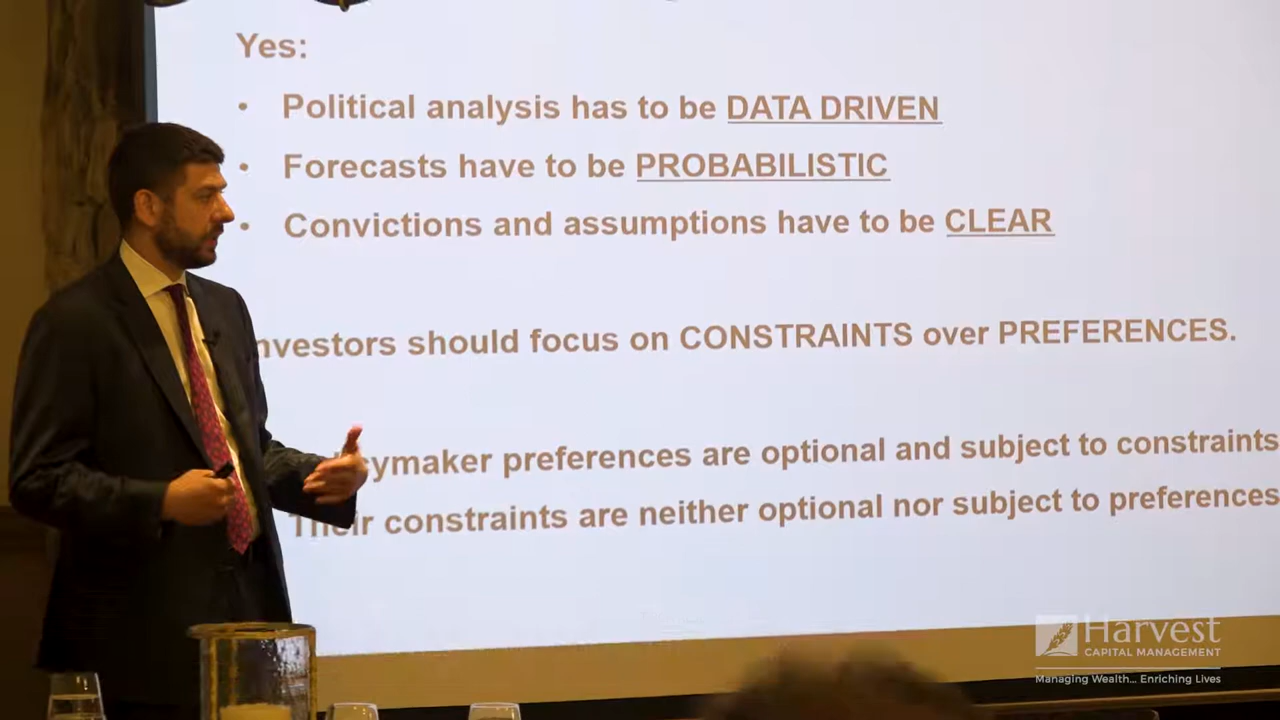 Yes:
• Political analysis has to be DATA DRIVEN
• Forecasts have to be PROBABILISTIC
• Convictions and assumptions have to be CLEAR
nvestors should focus on CONSTRAINTS over PREFERENCES.
cymaker preferences are optional and subject to constraints
Their constraints are neither optional nor subject to preferences
Harvest
CAPITAL MANAGEMENT
Managing Wealth... Enriching Lives